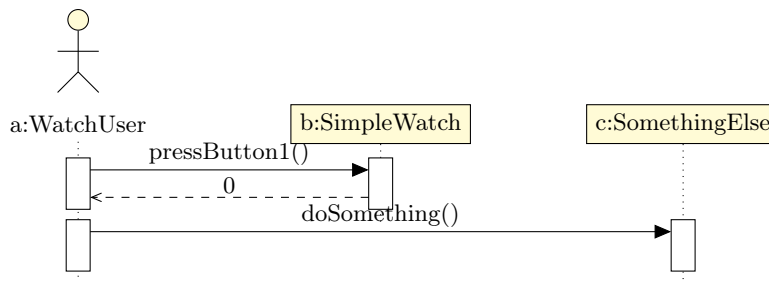 a:WatchUser
b:SimpleWatch
c:SomethingElse
pressButton1()
0
doSomething()